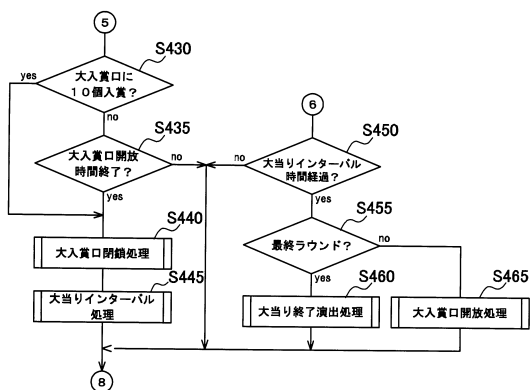 5
S430
大入賞口に
10個入賞?
yes
no
S435
大入賞口開放
時間終了?
no
yes
S440
大入賞口閉鎖処理
S445
大当りインターバル
処理
8
6
S450
大当りインターバル
時間経過?
no
yes
S455
最終ラウンド?
no
yes
S460
大当り終了演出処理
S465
大入賞口開放処理